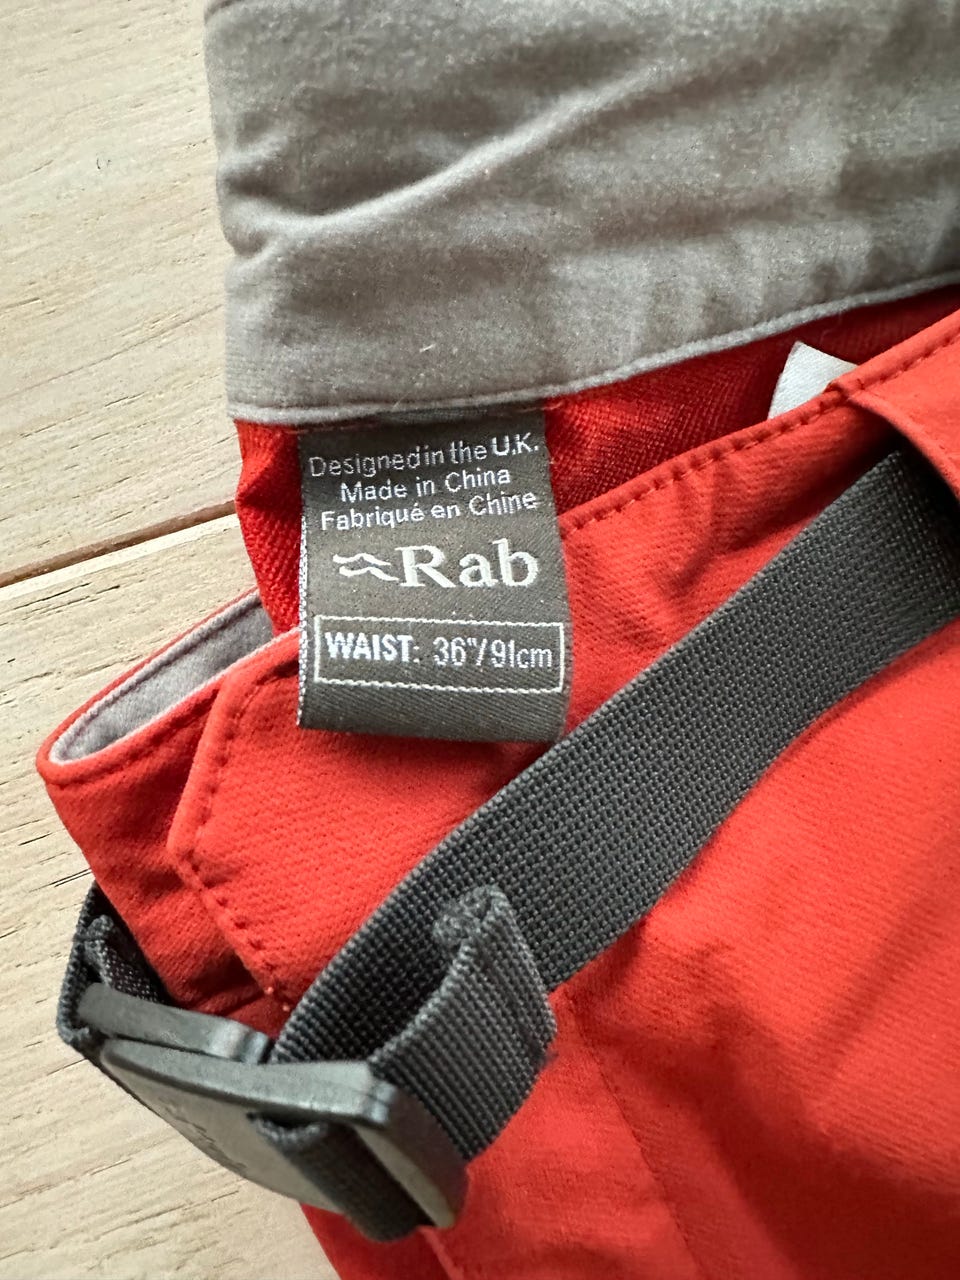 Designed in the U.K.
Made in China
Fabriqué en Chine
Rab
WAIST: 36"/91cm